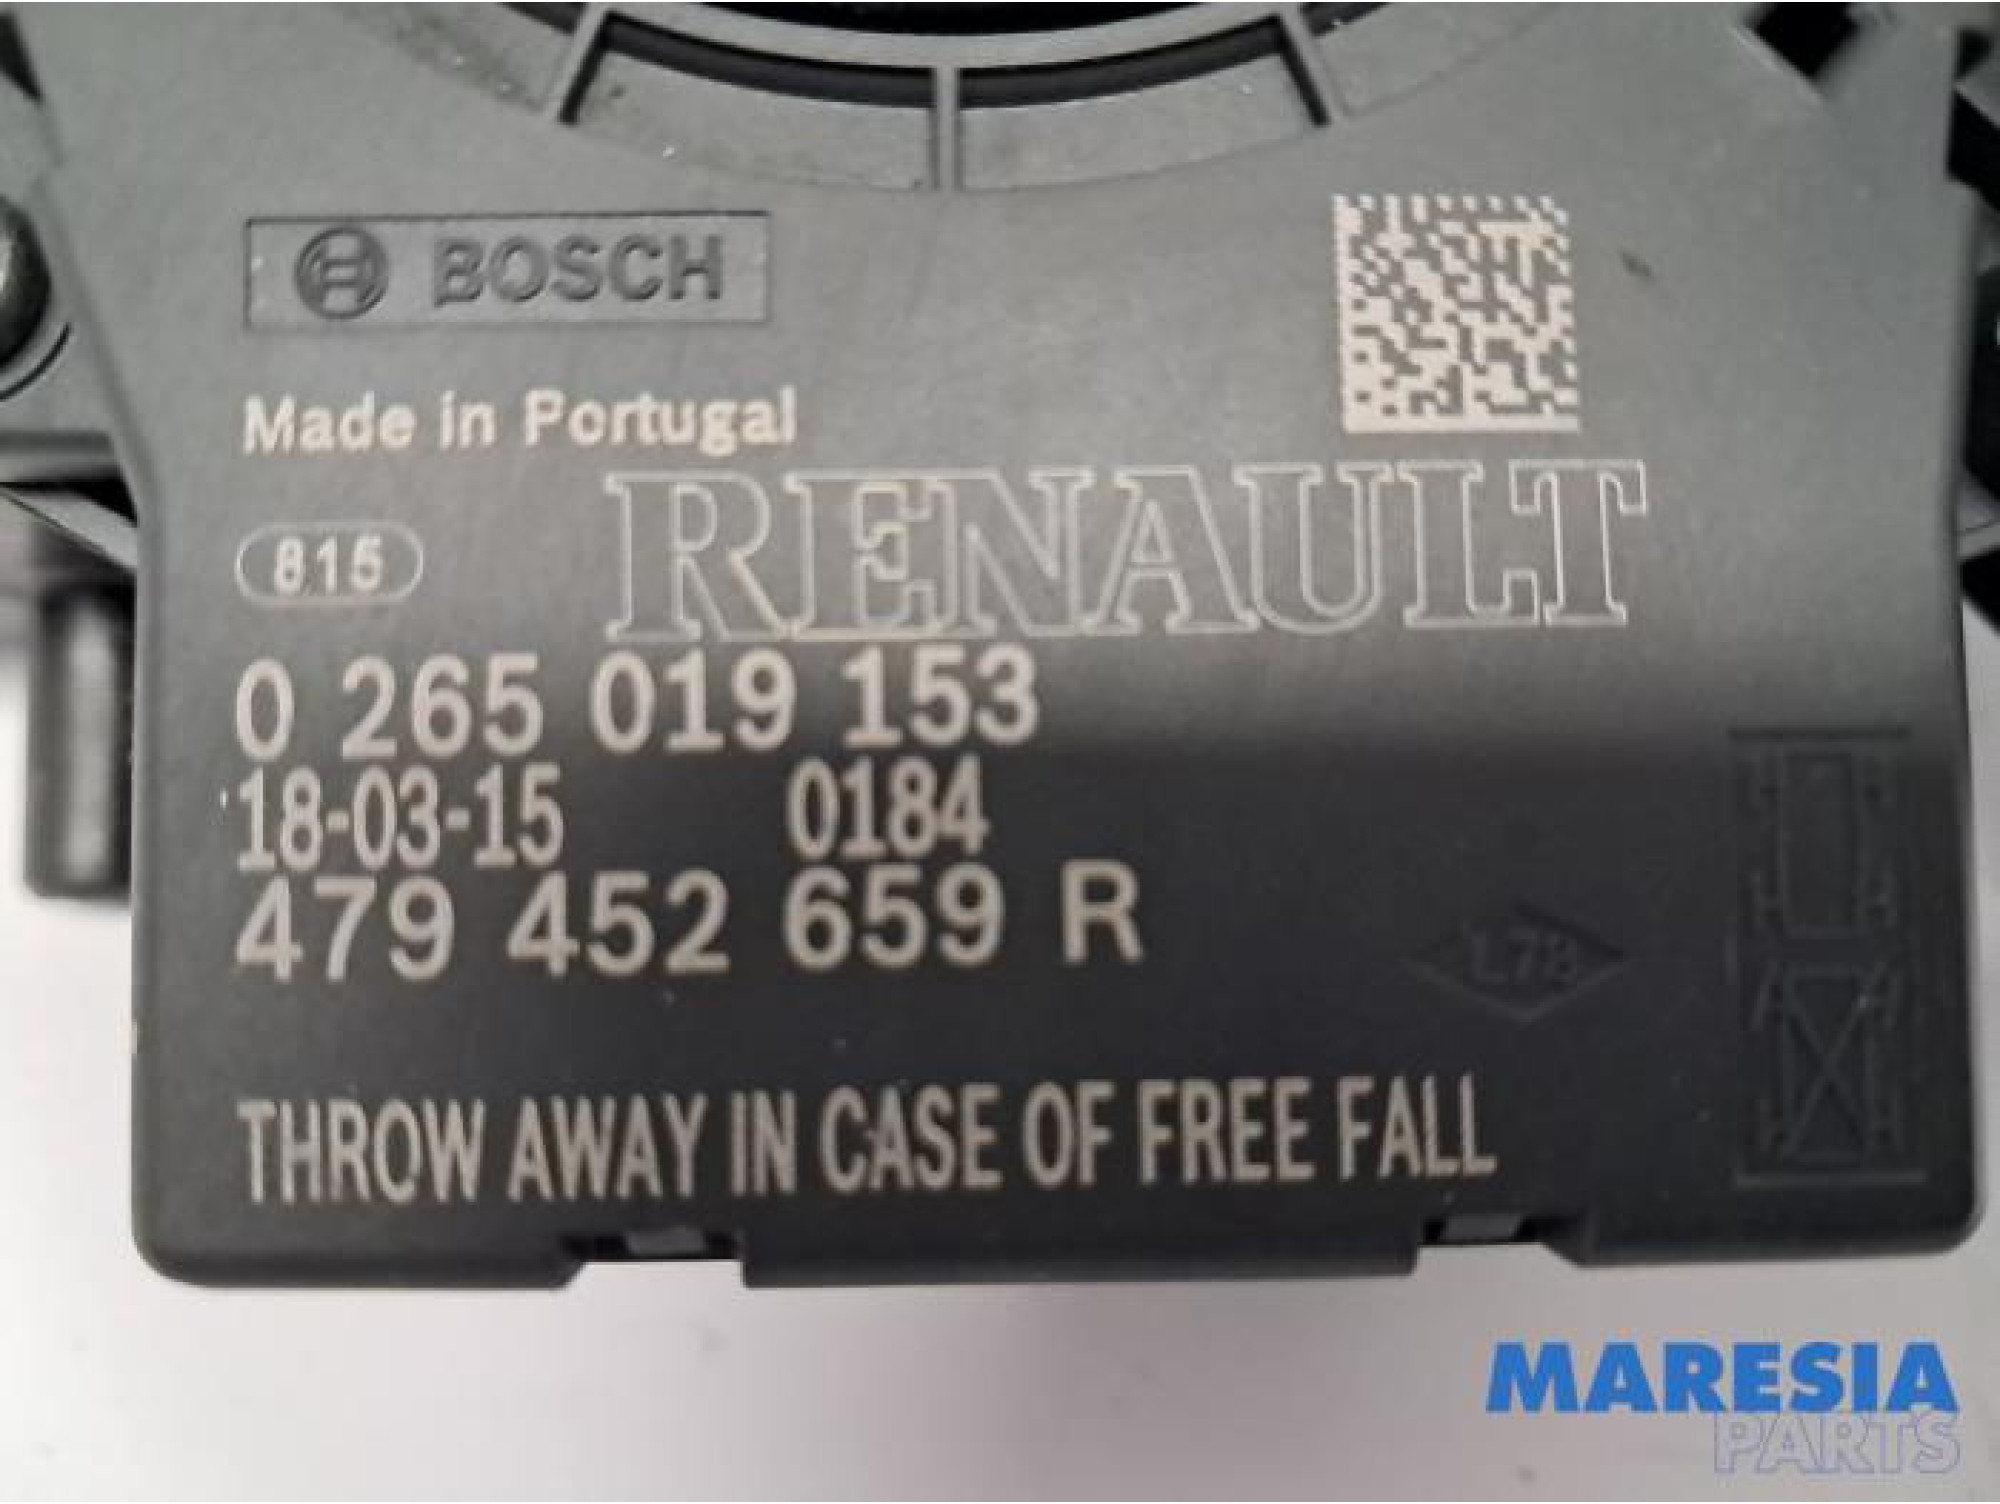 BOSCH
Made in Portugal
RENAULT
815
0 265 019 153
18-03-15 0184
479 452 659 R
L78
THROW AWAY IN CASE OF FREE FALL
MARESIA
PARTS